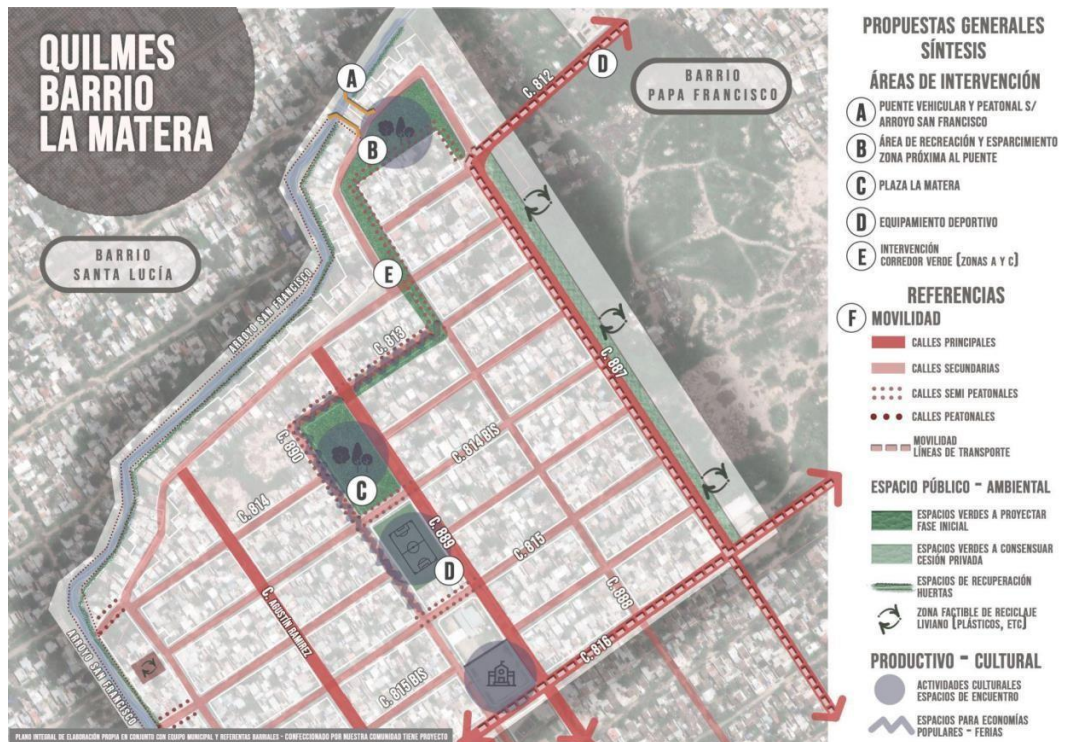 QUILMES
BARRIO
LA MATERA
BARRIO
SANTA LUCÍA
BARRIO
PAPA FRANCISCO
A
B
C
D
D
E
C. 812
C. 813
C. 887
C. 890
C. 814
C. 814 BIS
C. 889
C. 815
C. 888
C. 816
C. 815 BIS
C. AGUSTÍN RAMIREZ
ARROYO SAN FRANCISCO
ARROYO SAN FRANCISCO
PLANO INTEGRAL DE ELABORACIÓN PROPIA EN CONJUNTO CON EQUIPO MUNICIPAL Y REFERENTAS BARRIALES - CONFECCIONADO POR NUESTRA COMUNIDAD TIENE PROYECTO
PROPUESTAS GENERALES
SÍNTESIS
ÁREAS DE INTERVENCIÓN
A PUENTE VEHICULAR Y PEATONAL S/
ARROYO SAN FRANCISCO
B ÁREA DE RECREACIÓN Y ESPARCIMIENTO
ZONA PRÓXIMA AL PUENTE
C PLAZA LA MATERA
D EQUIPAMIENTO DEPORTIVO
E INTERVENCIÓN
CORREDOR VERDE (ZONAS A Y C)
REFERENCIAS
F MOVILIDAD
CALLES PRINCIPALES
CALLES SECUNDARIAS
CALLES SEMI PEATONALES
CALLES PEATONALES
MOVILIDAD
LÍNEAS DE TRANSPORTE
ESPACIO PÚBLICO - AMBIENTAL
ESPACIOS VERDES A PROYECTAR
FASE INICIAL
ESPACIOS VERDES A CONSENSUAR
CESIÓN PRIVADA
ESPACIOS DE RECUPERACIÓN
HUERTAS
ZONA FACTIBLE DE RECICLAJE
LIVIANO (PLÁSTICOS, ETC)
PRODUCTIVO - CULTURAL
ACTIVIDADES CULTURALES
ESPACIOS DE ENCUENTRO
ESPACIOS PARA ECONOMÍAS
POPULARES - FERIAS